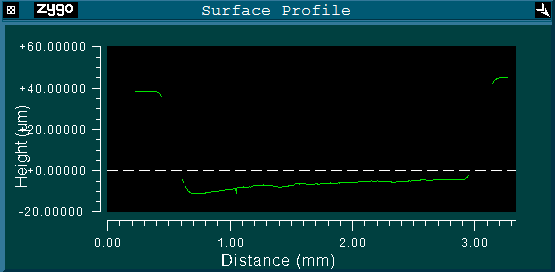 zygo Surface Profile
+60.00000
+40.00000
+20.00000
+0.00000
-20.00000
Height (µm)
0.00 1.00 2.00 3.00
Distance (mm)